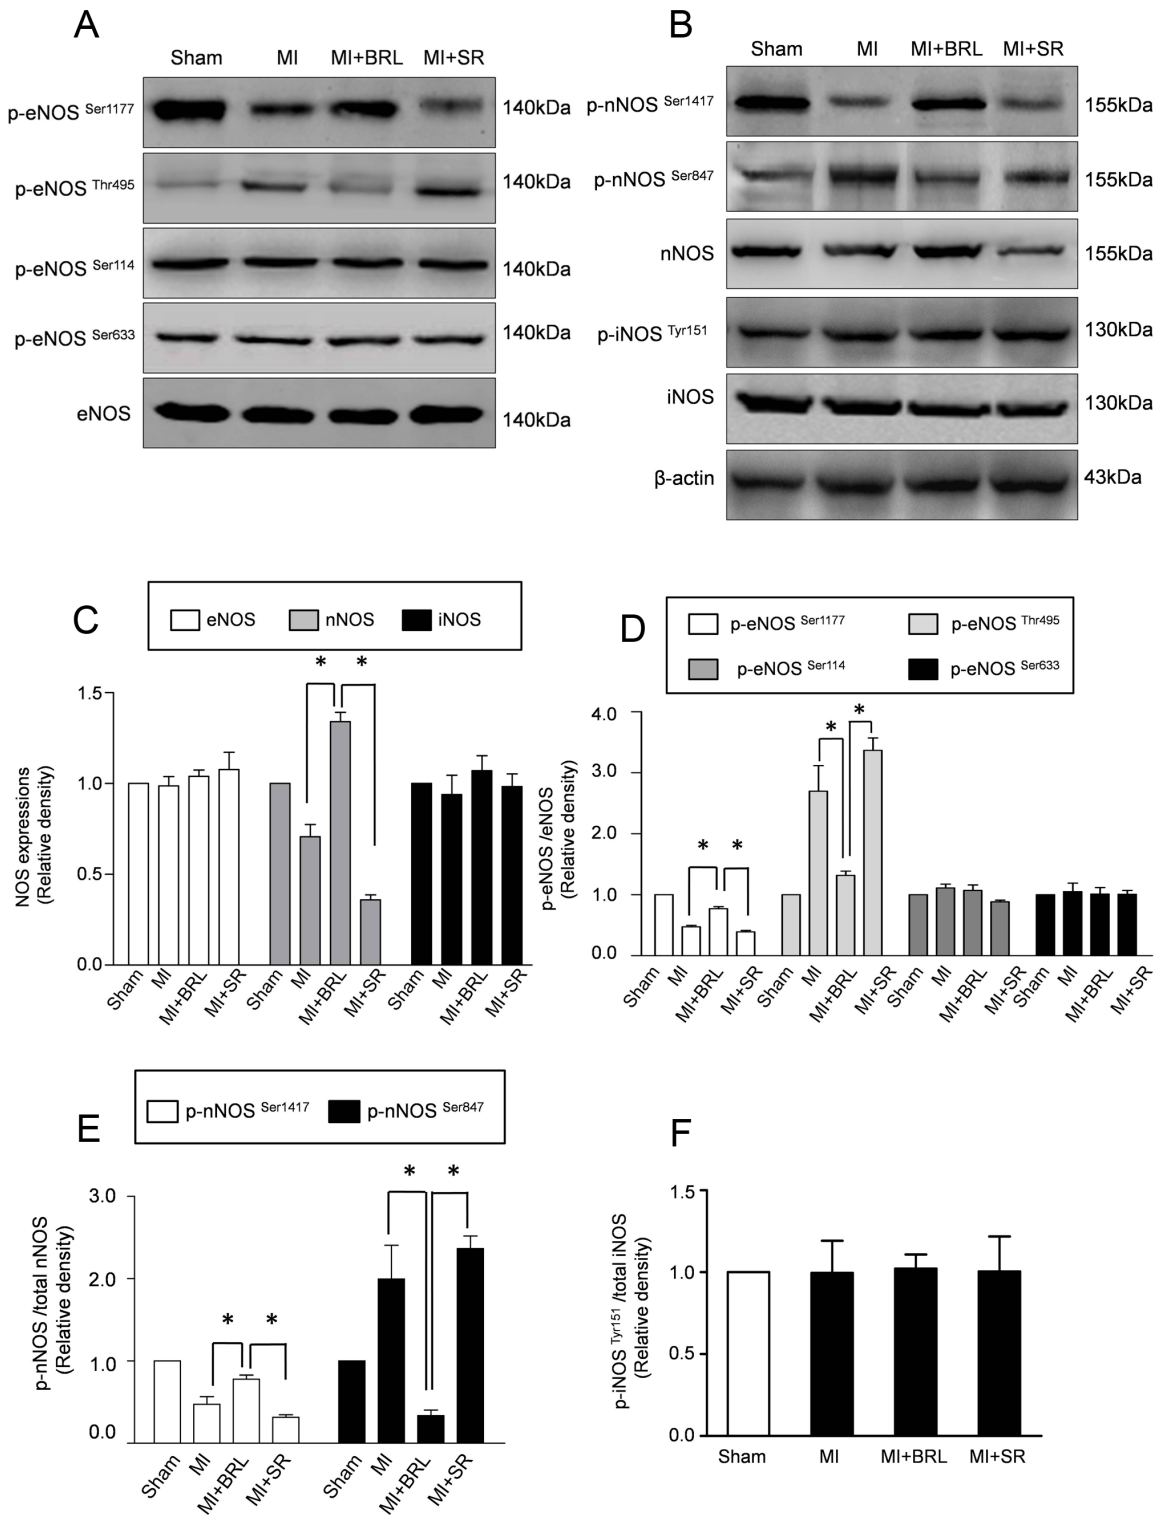 A
Sham MI MI+BRL MI+SR
p-eNOS Ser1177 140kDa
p-eNOS Thr495 140kDa
p-eNOS Ser114 140kDa
p-eNOS Ser633 140kDa
eNOS 140kDa
B
Sham MI MI+BRL MI+SR
p-nNOS Ser1417 155kDa
p-nNOS Ser847 155kDa
nNOS 155kDa
p-iNOS Tyr151 130kDa
iNOS 130kDa
β-actin 43kDa
C
eNOS nNOS iNOS
* *
NOS expressions
(Relative density)
1.5
1.0
0.5
0.0
Sham MI MI+BRL MI+SR Sham MI MI+BRL MI+SR Sham MI MI+BRL MI+SR
D
p-eNOS Ser1177 p-eNOS Thr495
p-eNOS Ser114 p-eNOS Ser633
* *
* *
p-eNOS /eNOS
(Relative density)
4.0
3.0
2.0
1.0
0.0
Sham MI MI+BRL MI+SR Sham MI MI+BRL MI+SR Sham MI MI+BRL MI+SR Sham MI MI+BRL MI+SR
E
p-nNOS Ser1417 p-nNOS Ser847
* *
* *
p-nNOS /total nNOS
(Relative density)
3.0
2.0
1.0
0.0
Sham MI MI+BRL MI+SR Sham MI MI+BRL MI+SR
F
p-iNOS Tyr151 /total iNOS
(Relative density)
1.5
1.0
0.5
0.0
Sham MI MI+BRL MI+SR